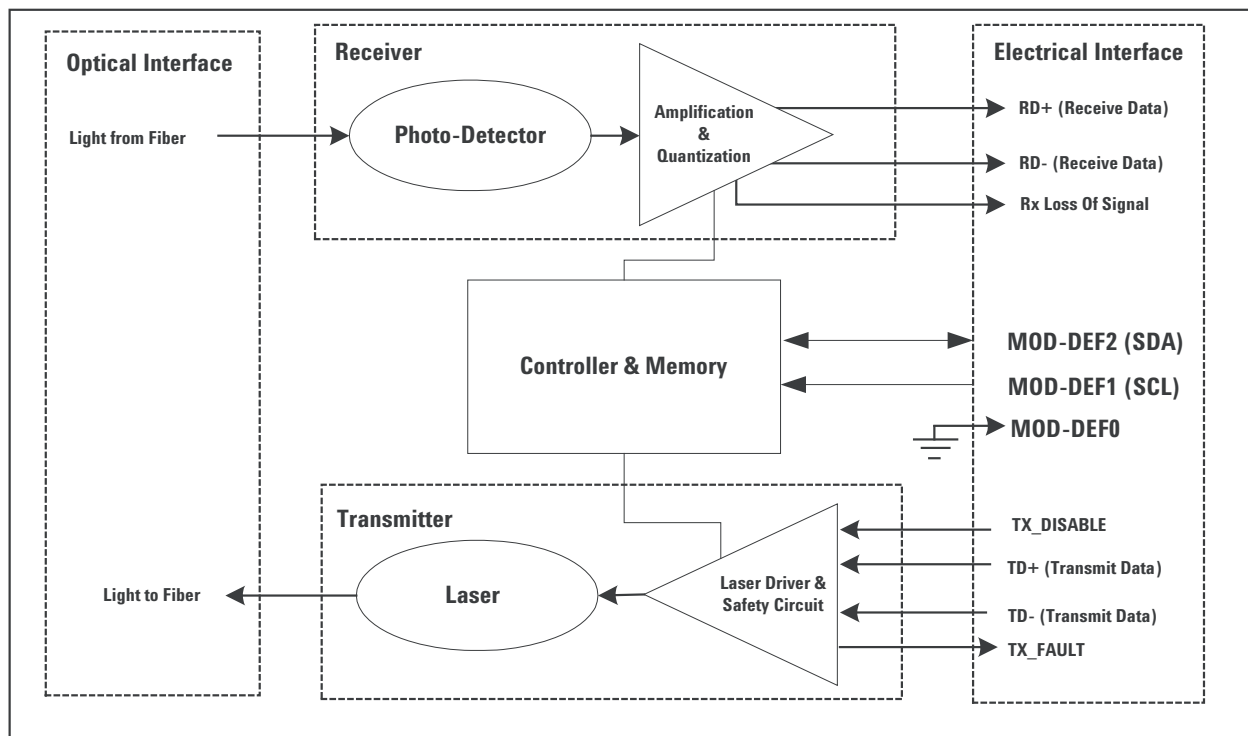 Optical Interface
Receiver
Electrical Interface
Light from Fiber
Photo-Detector
Amplification
&
Quantization
RD+ (Receive Data)
RD- (Receive Data)
Rx Loss Of Signal
Controller & Memory
MOD-DEF2 (SDA)
MOD-DEF1 (SCL)
MOD-DEF0
Transmitter
Light to Fiber
Laser
Laser Driver &
Safety Circuit
TX_DISABLE
TD+ (Transmit Data)
TD- (Transmit Data)
TX_FAULT